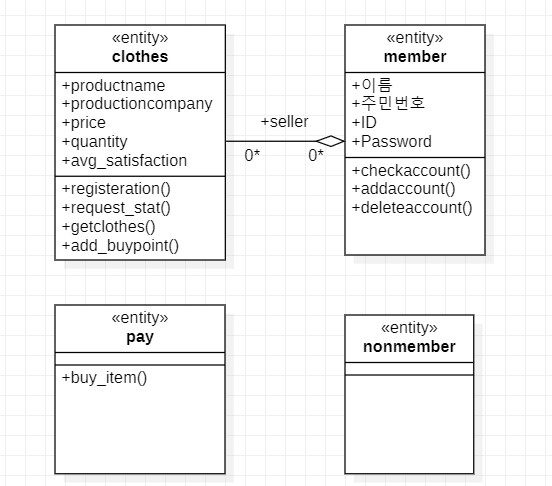 «entity»
clothes
+productname
+productioncompany
+price
+quantity
+avg_satisfaction
+registeration()
+request_stat()
+getclothes()
+add_buypoint()
+seller
0*
0*
«entity»
member
+이름
+주민번호
+ID
+Password
+checkaccount()
+addaccount()
+deleteaccount()
«entity»
pay
+buy_item()
«entity»
nonmember